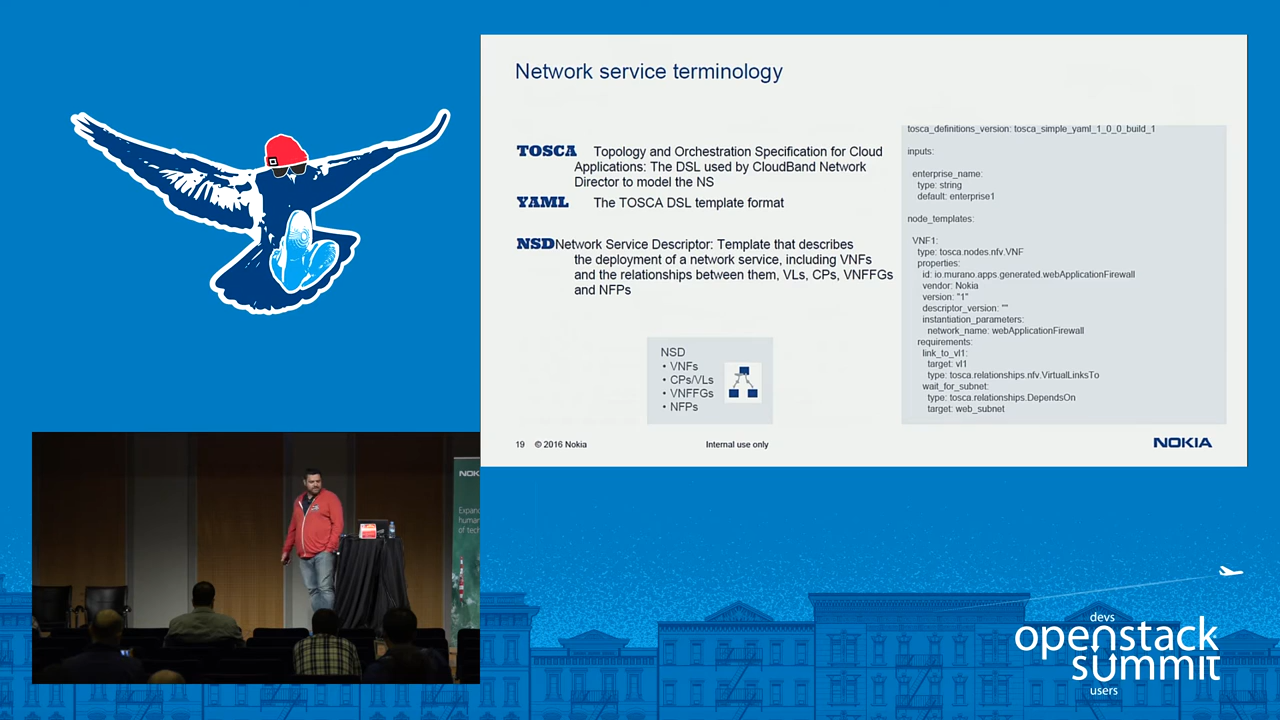 Network service terminology
TOSCA Topology and Orchestration Specification for Cloud
Applications: The DSL used by CloudBand Network
Director to model the NS
YAML The TOSCA DSL template format
NSD Network Service Descriptor: Template that describes
the deployment of a network service, including VNFs
and the relationships between them, VLs, CPs, VNFFGs
and NFPs
NSD
• VNFs
• CPs/VLs
• VNFFGs
• NFPs
tosca_definitions_version: tosca_simple_yaml_1_0_0_build_1
inputs:
enterprise_name:
type: string
default: enterprise1
node_templates:
VNF1:
type: tosca.nodes.nfv.VNF
properties:
id: io.murano.apps.generated.webApplicationFirewall
vendor: Nokia
version: "1"
descriptor_version: ""
instantiation_parameters:
network_name: webApplicationFirewall
requirements:
link_to_vl1:
target: vl1
type: tosca.relationships.nfv.VirtualLinksTo
wait_for_subnet:
type: tosca.relationships.DependsOn
target: web_subnet
19 © 2016 Nokia
Internal use only
NOKIA
NOK
Expand
human
of tech
devs
openstack
summit
users